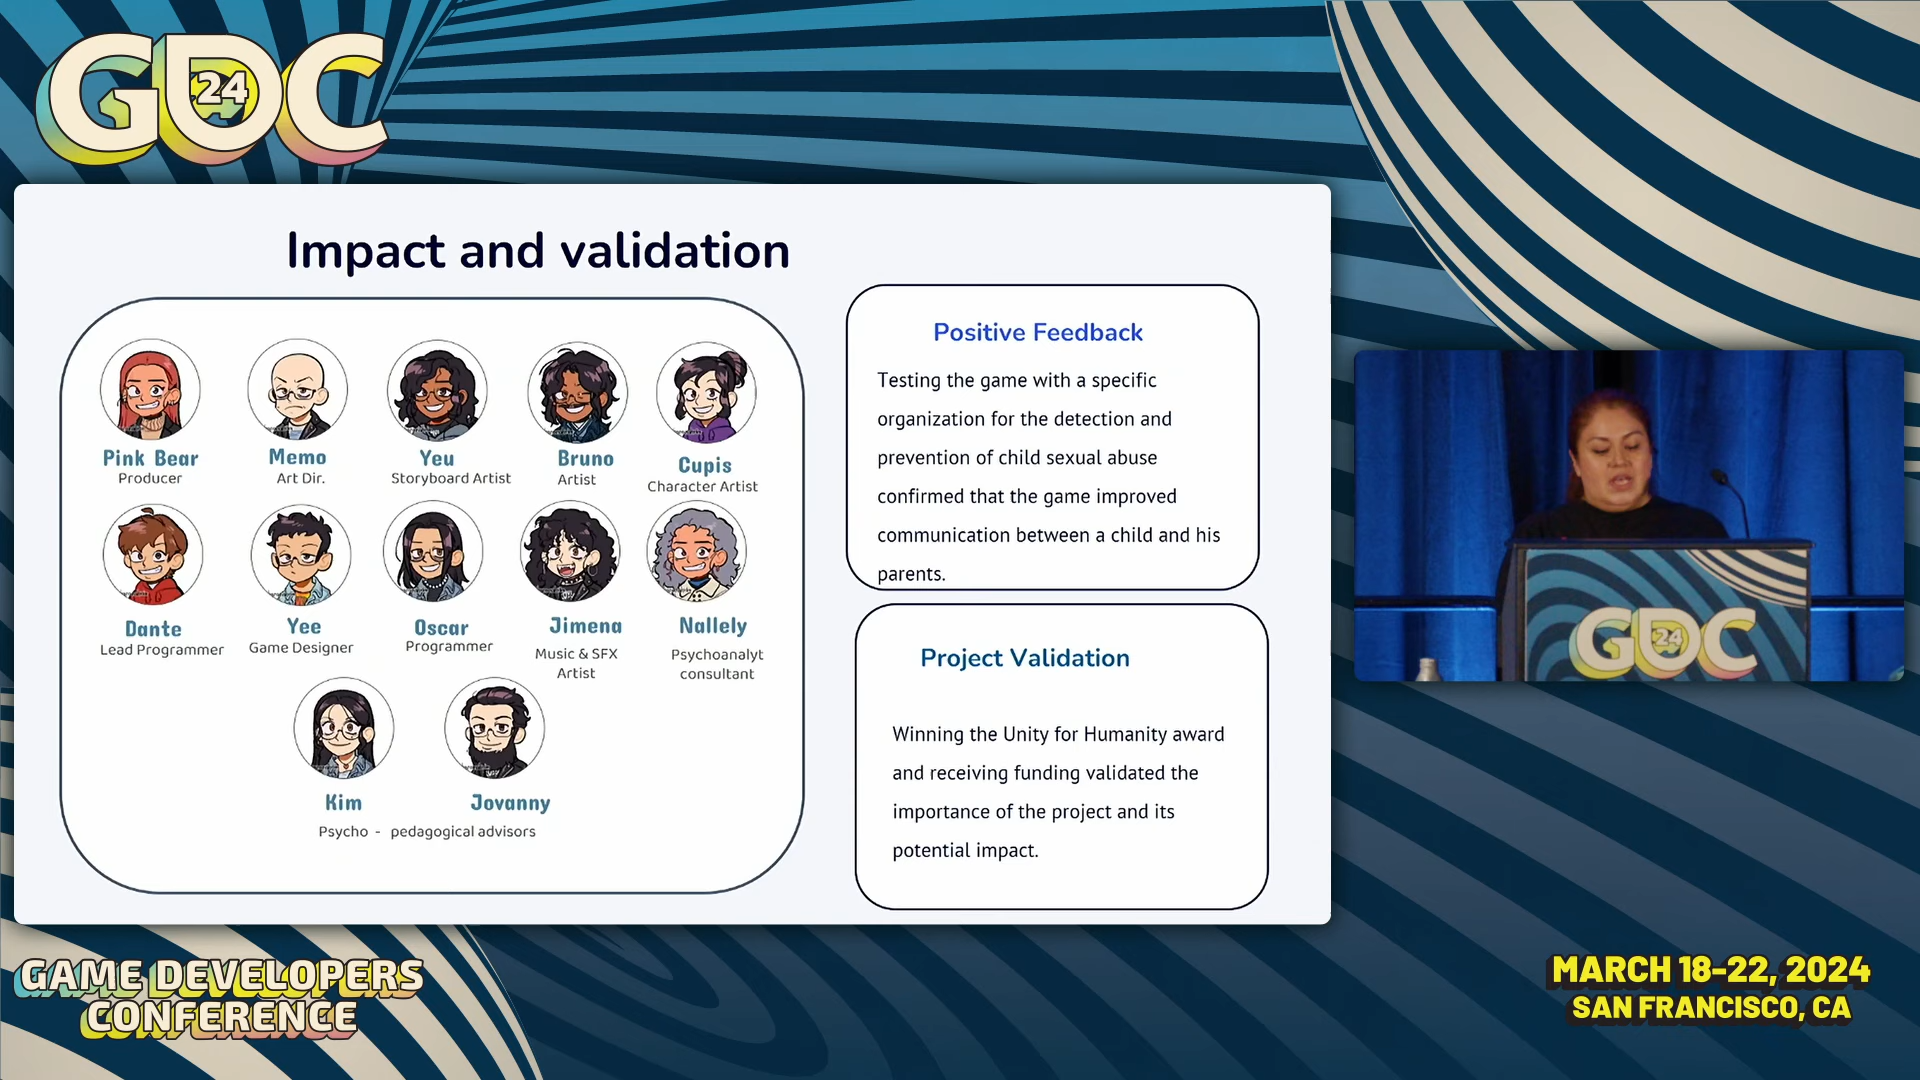 GDC
24
Impact and validation
Pink Bear
Producer
Memo
Art Dir.
Yeu
Storyboard Artist
Bruno
Artist
Cupis
Character Artist
Dante
Lead Programmer
Yee
Game Designer
Oscar
Programmer
Jimena
Music & SFX
Artist
Nallely
Psychoanalyt
consultant
Kim
Jovanny
Psycho - pedagogical advisors
Positive Feedback
Testing the game with a specific
organization for the detection and
prevention of child sexual abuse
confirmed that the game improved
communication between a child and his
parents.
Project Validation
Winning the Unity for Humanity award
and receiving funding validated the
importance of the project and its
potential impact.
GDC
24
GAME DEVELOPERS
CONFERENCE
MARCH 18-22, 2024
SAN FRANCISCO, CA